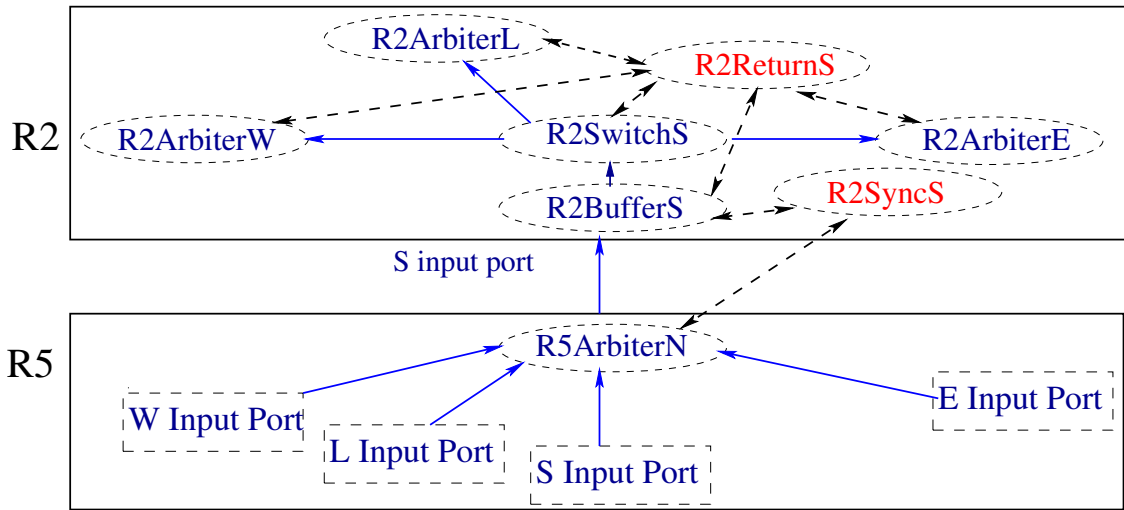 R2
R2ArbiterL
R2ReturnS
R2ArbiterW
R2SwitchS
R2ArbiterE
R2BufferS
R2SyncS
S input port
R5
R5ArbiterN
W Input Port
L Input Port
S Input Port
E Input Port